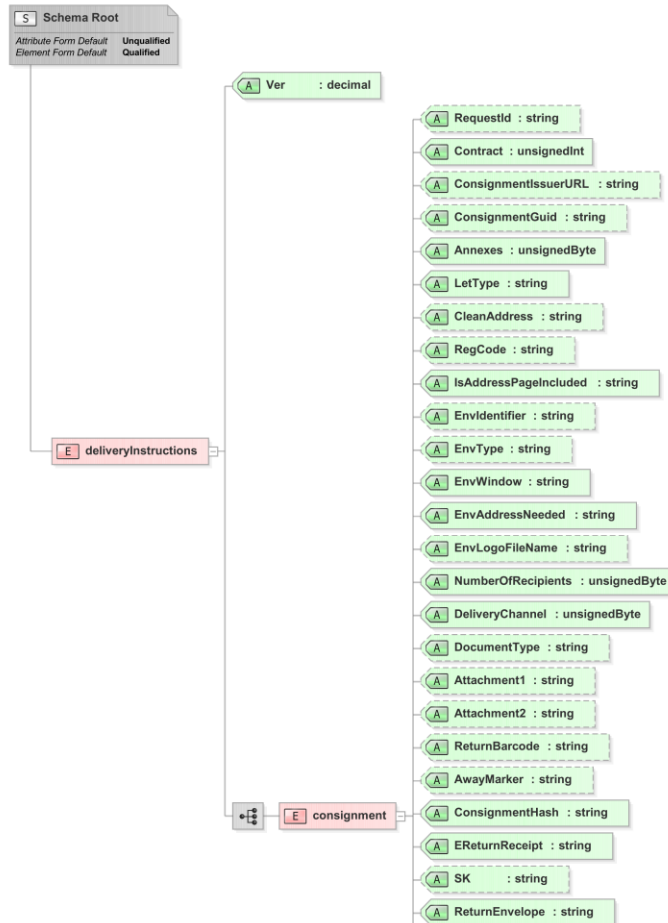 S Schema Root
Attribute Form Default Unqualified
Element Form Default Qualified
A Ver : decimal
A RequestId : string
A Contract : unsignedInt
A ConsignmentIssuerURL : string
A ConsignmentGuid : string
A Annexes : unsignedByte
A LetType : string
A CleanAddress : string
A RegCode : string
A IsAddressPageIncluded : string
A EnvIdentifier : string
E deliveryInstructions
A EnvType : string
A EnvWindow : string
A EnvAddressNeeded : string
A EnvLogoFileName : string
A NumberOfRecipients : unsignedByte
A DeliveryChannel : unsignedByte
A DocumentType : string
A Attachment1 : string
A Attachment2 : string
A ReturnBarcode : string
A AwayMarker : string
E consignment
A ConsignmentHash : string
A EReturnReceipt : string
A SK : string
A ReturnEnvelope : string